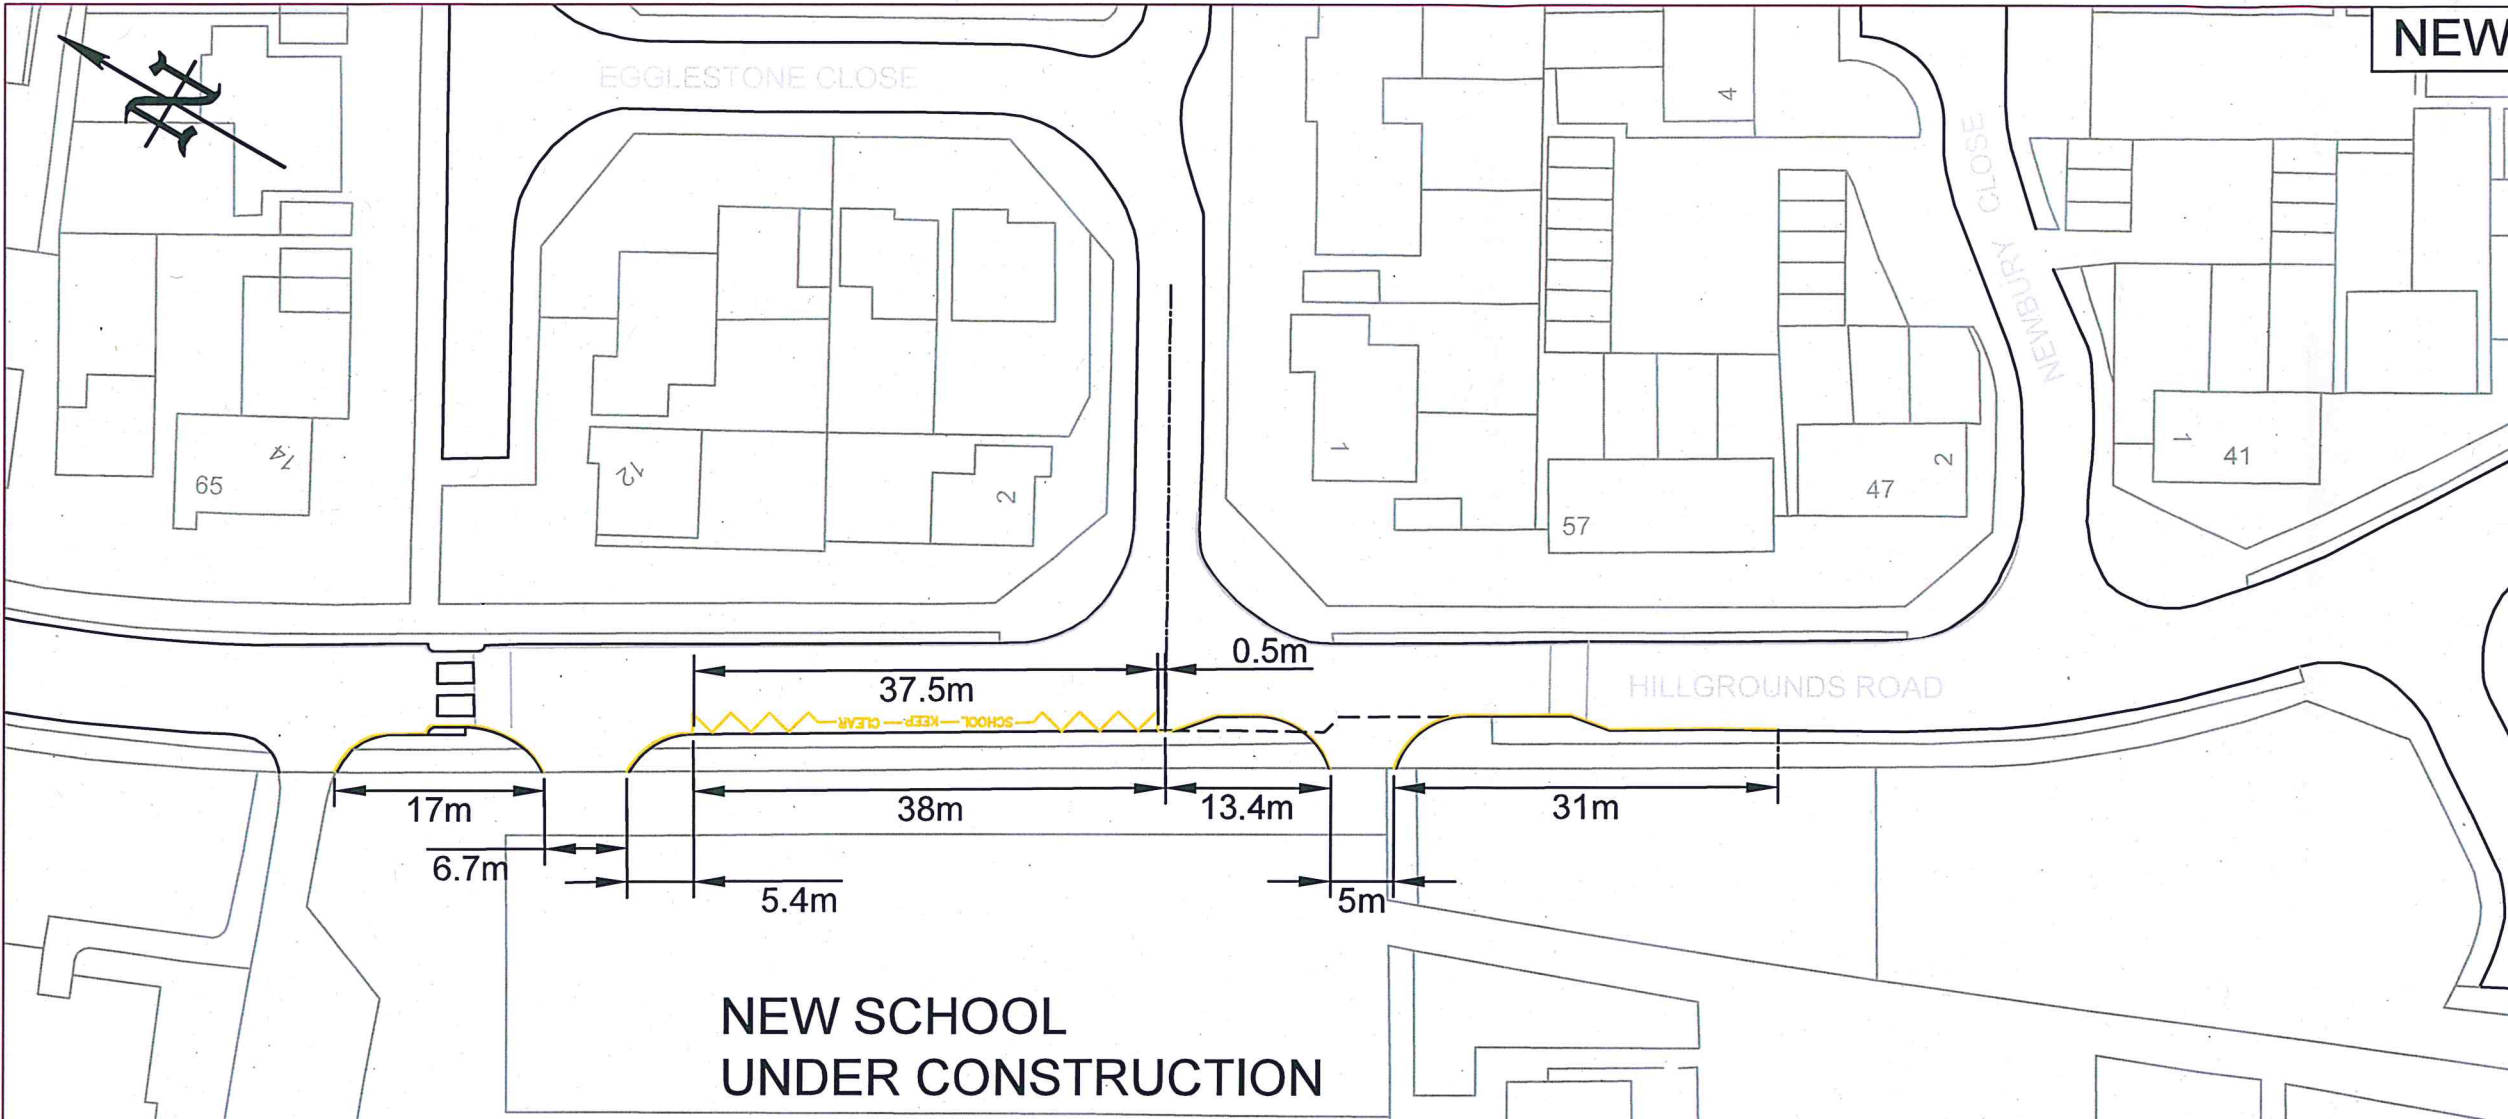 NEW
N
EGGLESTONE CLOSE
4
NEWBURY CLOSE
65
74
12
2
1
57
47
2
1
41
0.5m
37.5m
SCHOOL KEEP CLEAR
HILLGROUNDS ROAD
17m
38m
13.4m
31m
6.7m
5.4m
5m
NEW SCHOOL
UNDER CONSTRUCTION